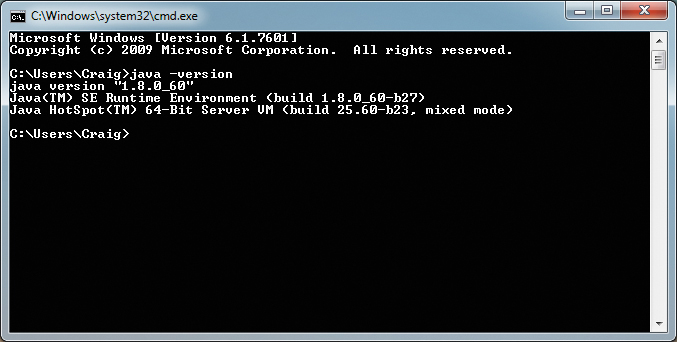 C:\Windows\system32\cmd.exe
Microsoft Windows [Version 6.1.7601]
Copyright (c) 2009 Microsoft Corporation.  All rights reserved.
C:\Users\Craig>java -version
java version "1.8.0_60"
Java(TM) SE Runtime Environment (build 1.8.0_60-b27)
Java HotSpot(TM) 64-Bit Server VM (build 25.60-b23, mixed mode)
C:\Users\Craig>